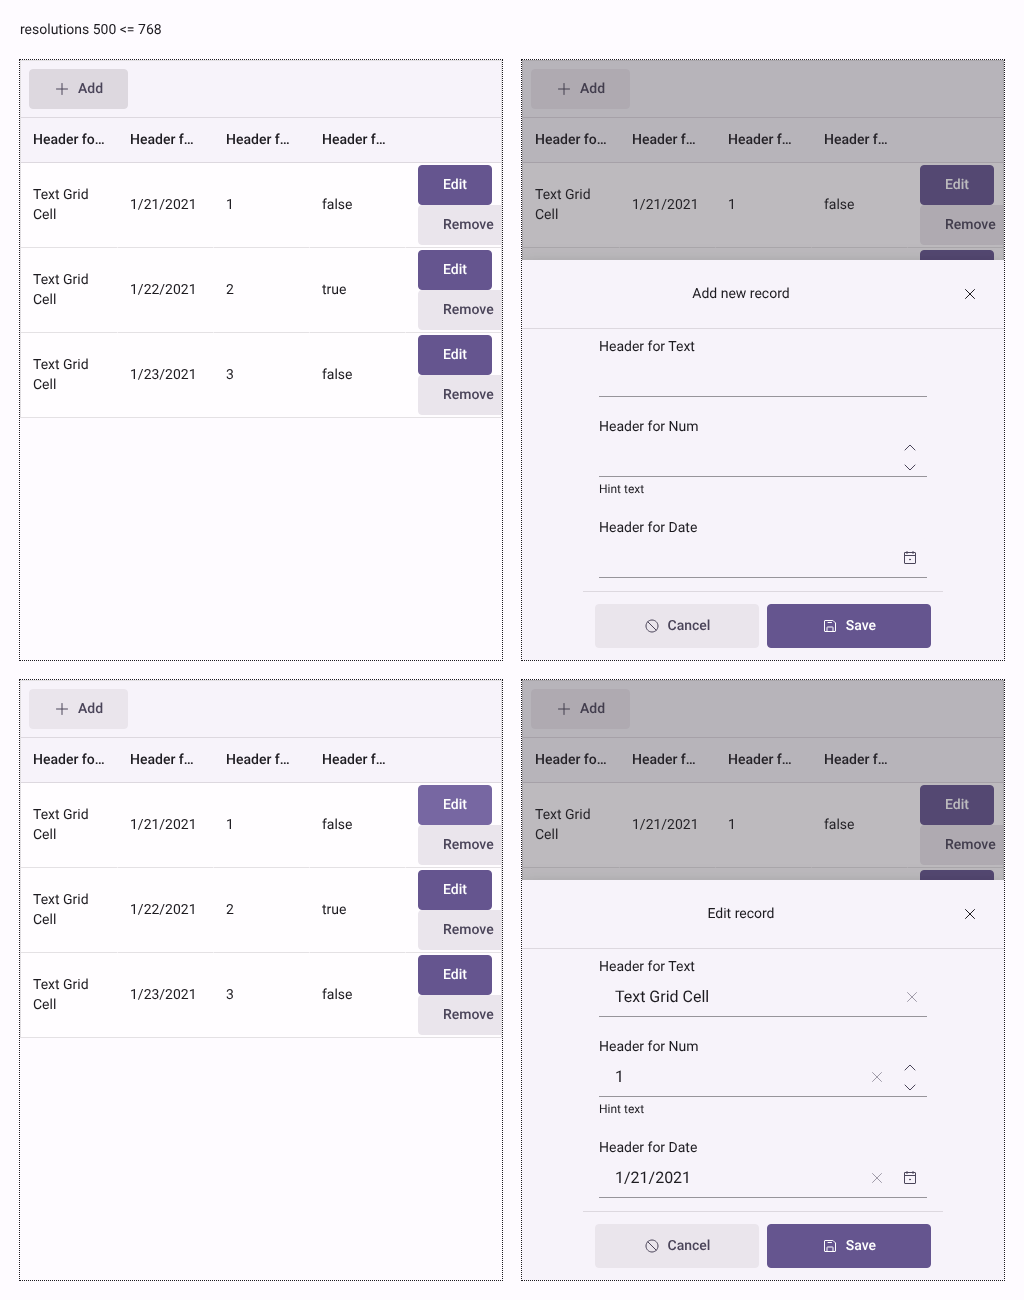 resolutions 500 <= 768
Add
Header fo... Header f... Header f... Header f...
Text Grid
Cell
1/21/2021 1 false
Edit
Remove
Text Grid
Cell
1/22/2021 2 true
Edit
Remove
Text Grid
Cell
1/23/2021 3 false
Edit
Remove
Add
Header fo... Header f... Header f... Header f...
Text Grid
Cell
1/21/2021 1 false
Edit
Remove
Add new record
Header for Text
Header for Num
Hint text
Header for Date
Cancel Save
Add
Header fo... Header f... Header f... Header f...
Text Grid
Cell
1/21/2021 1 false
Edit
Remove
Text Grid
Cell
1/22/2021 2 true
Edit
Remove
Text Grid
Cell
1/23/2021 3 false
Edit
Remove
Add
Header fo... Header f... Header f... Header f...
Text Grid
Cell
1/21/2021 1 false
Edit
Remove
Edit record
Header for Text
Text Grid Cell
Header for Num
1
Hint text
Header for Date
1/21/2021
Cancel Save